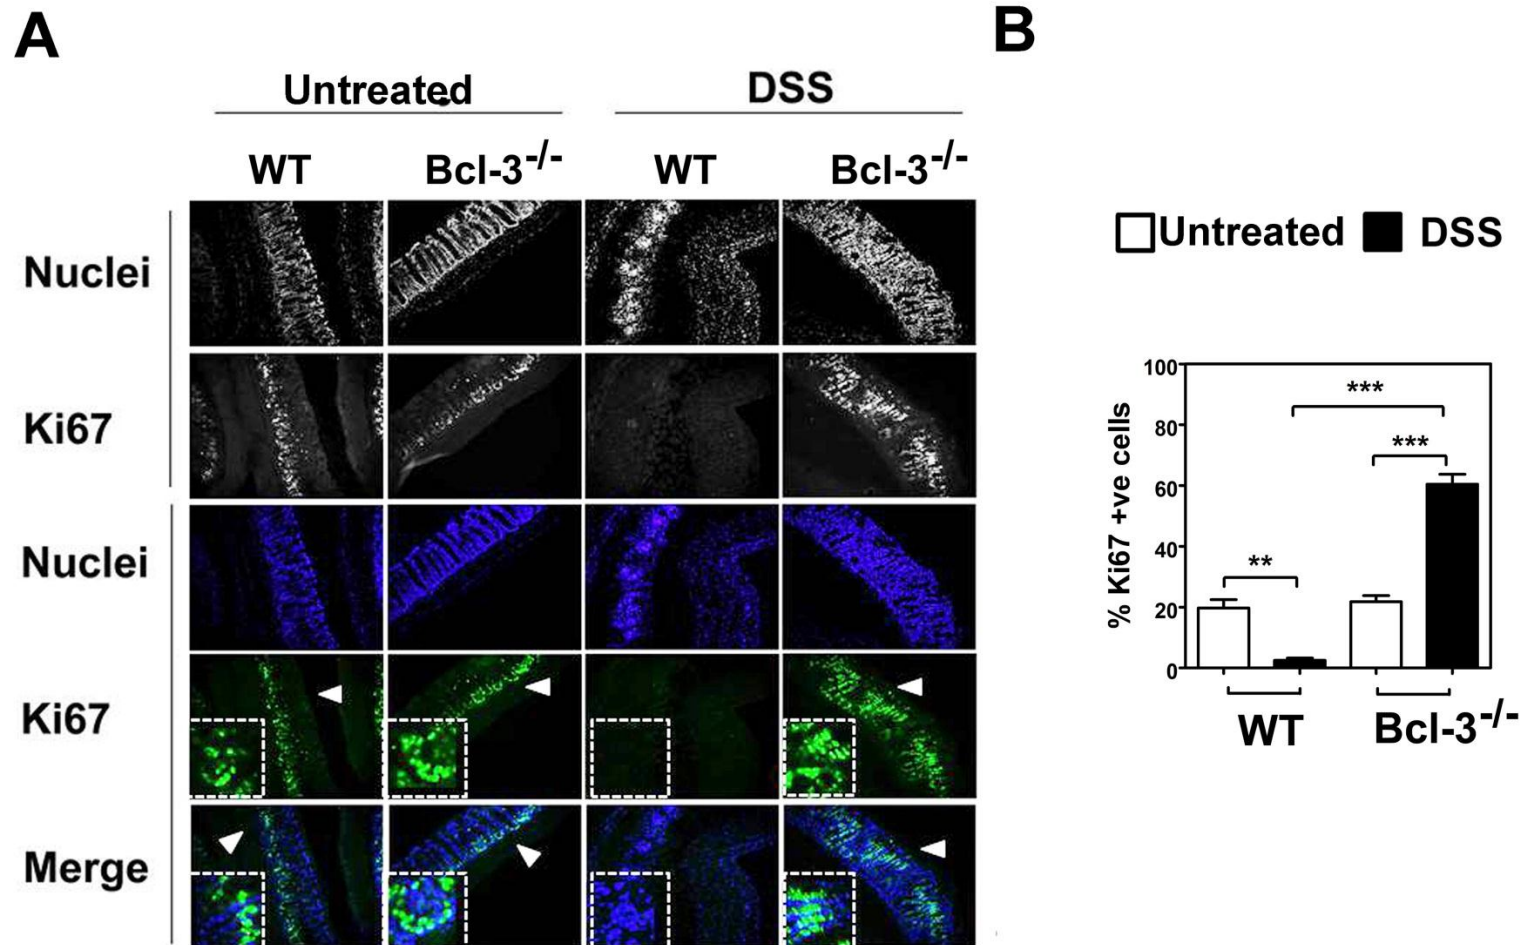 A
Untreated
DSS
WT
Bcl-3-/-
WT
Bcl-3-/-
Nuclei
Ki67
Nuclei
Ki67
Merge
B
Untreated
DSS
% Ki67 +ve cells
100
80
60
40
20
0
**
***
***
WT
Bcl-3-/-